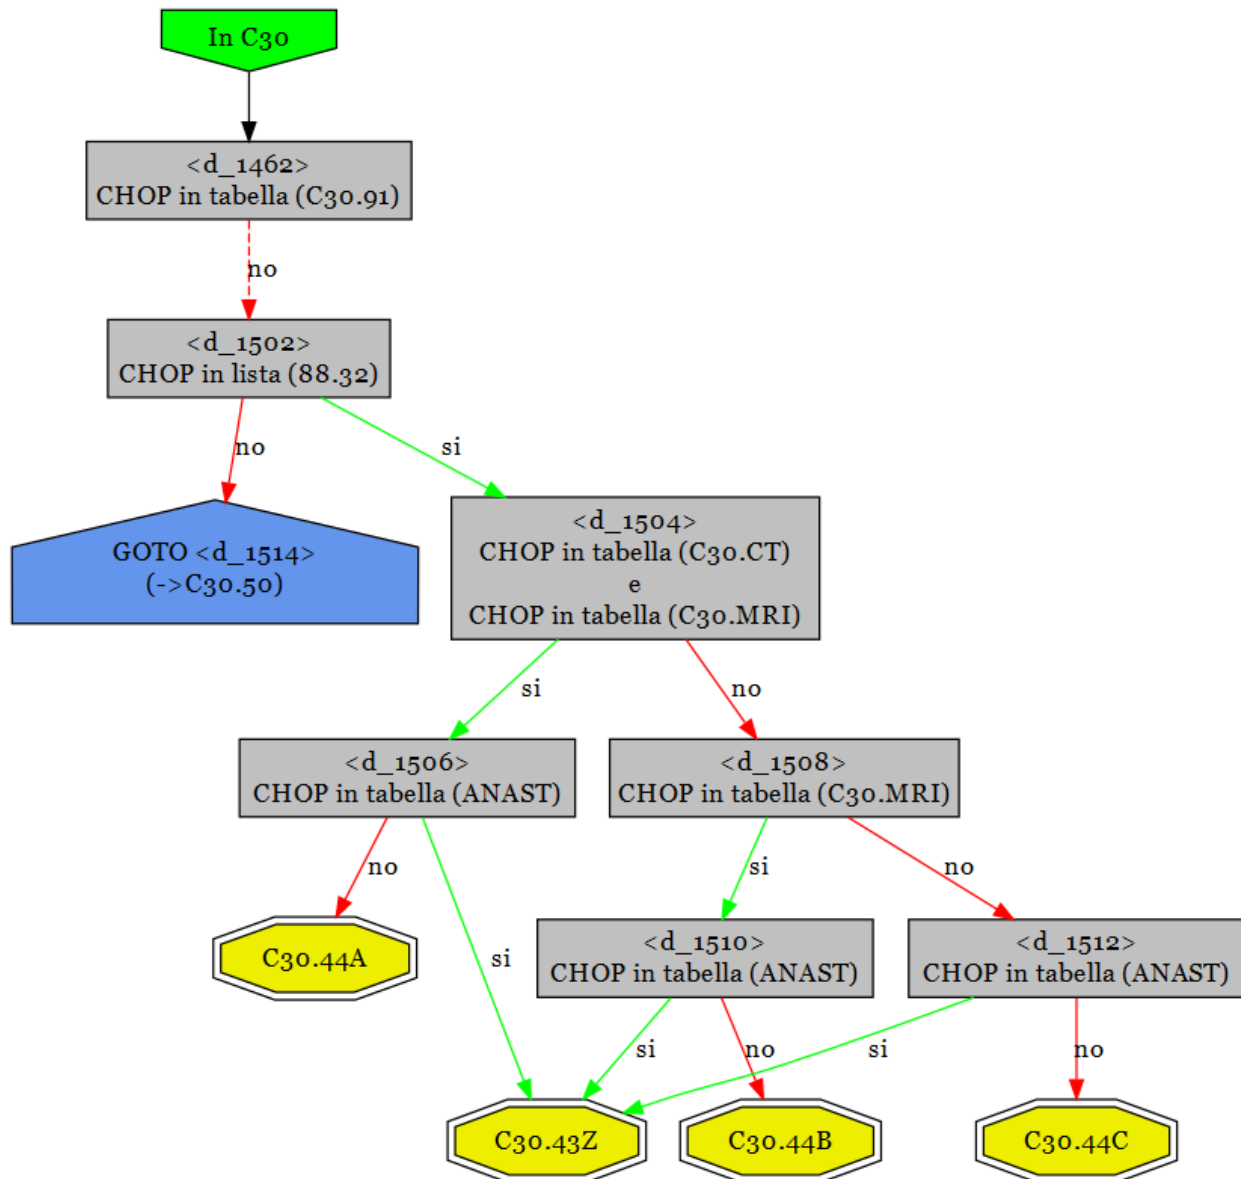 In C30
<d_1462>
CHOP in tabella (C30.91)
no
<d_1502>
CHOP in lista (88.32)
no
si
GOTO <d_1514>
(->C30.50)
<d_1504>
CHOP in tabella (C30.CT)
e
CHOP in tabella (C30.MRI)
si
no
<d_1506>
CHOP in tabella (ANAST)
<d_1508>
CHOP in tabella (C30.MRI)
no
si
si
no
C30.44A
<d_1510>
CHOP in tabella (ANAST)
<d_1512>
CHOP in tabella (ANAST)
si
no
si
no
C30.43Z
C30.44B
C30.44C